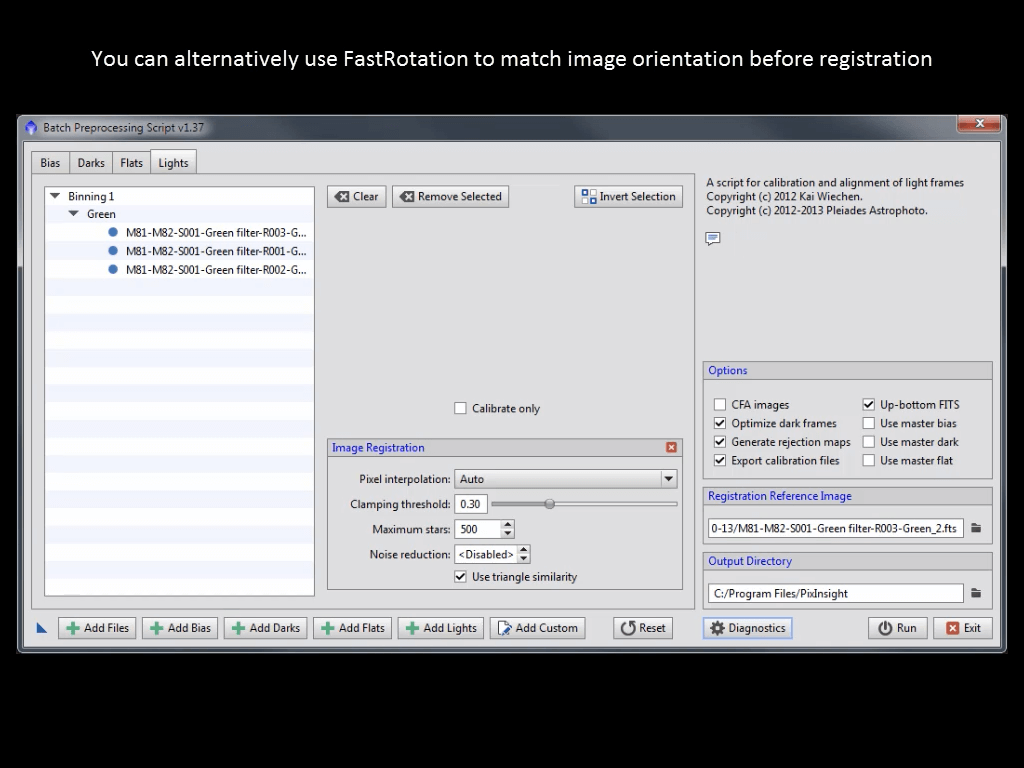 You can alternatively use FastRotation to match image orientation before registration
Batch Preprocessing Script v1.37
Bias Darks Flats Lights
Binning 1
Green
M81-M82-S001-Green filter-R003-G...
M81-M82-S001-Green filter-R001-G...
M81-M82-S001-Green filter-R002-G...
Clear Remove Selected Invert Selection
Calibrate only
Image Registration
Pixel interpolation: Auto
Clamping threshold: 0.30
Maximum stars: 500
Noise reduction: <Disabled>
Use triangle similarity
A script for calibration and alignment of light frames
Copyright (c) 2012 Kai Wiechen.
Copyright (c) 2012-2013 Pleiades Astrophoto.
Options
CFA images Up-bottom FITS
Optimize dark frames Use master bias
Generate rejection maps Use master dark
Export calibration files Use master flat
Registration Reference Image
0-13/M81-M82-S001-Green filter-R003-Green_2.fts
Output Directory
C:/Program Files/PixInsight
Add Files Add Bias Add Darks Add Flats Add Lights Add Custom Reset Diagnostics Run Exit